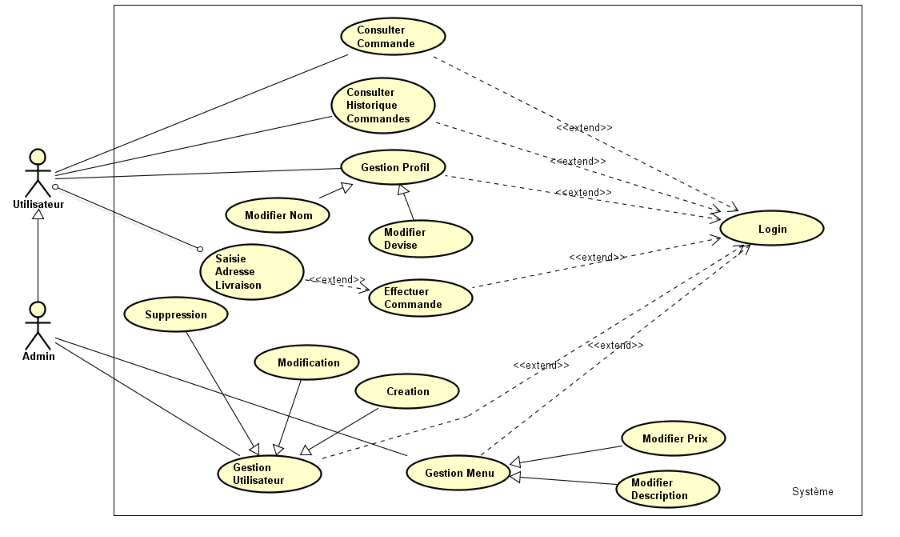 Consulter
Commande
Consulter
Historique
Commandes
<<extend>>
<<extend>>
Gestion Profil
<<extend>>
Utilisateur
Modifier Nom
Login
Modifier
Devise
Saisie
Adresse
Livraison
<<extend>>
<<extend>>
Effectuer
Commande
Suppression
<<extend>>
Admin
Modification
<<extend>>
Creation
Modifier Prix
Gestion
Utilisateur
Gestion Menu
Modifier
Description
Système